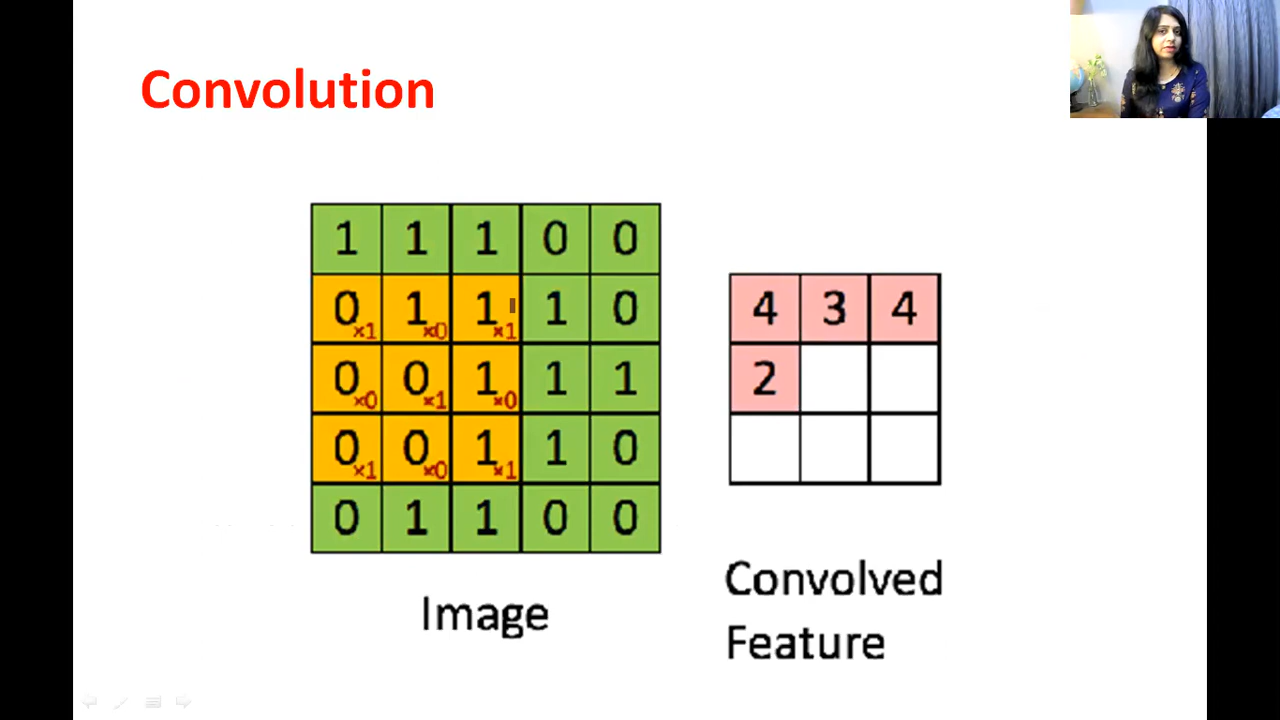 Convolution
1 1 1 0 0
0×1 1×0 1×1 1 0
0×0 0×1 1×0 1 1
0×1 0×0 1×1 1 0
0 1 1 0 0
Image
4 3 4
2
Convolved
Feature